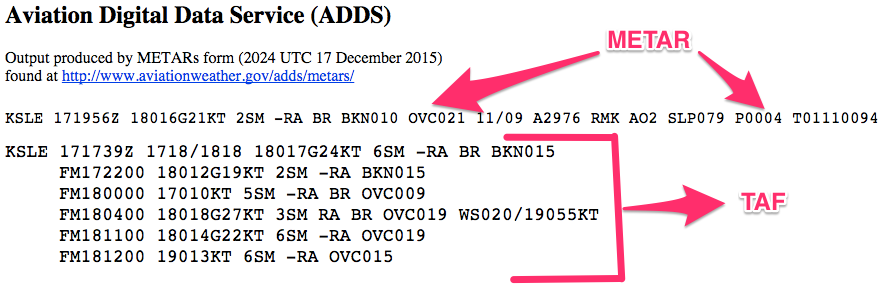 Aviation Digital Data Service (ADDS)
METAR
Output produced by METARs form (2024 UTC 17 December 2015)
found at http://www.aviationweather.gov/adds/metars/
KSLE 171956Z 18016G21KT 2SM -RA BR BKN010 OVC021 11/09 A2976 RMK AO2 SLP079 P0004 T01110094
KSLE 171739Z 1718/1818 18017G24KT 6SM -RA BR BKN015
FM172200 18012G19KT 2SM -RA BKN015
FM180000 17010KT 5SM -RA BR OVC009
FM180400 18018G27KT 3SM RA BR OVC019 WS020/19055KT
TAF
FM181100 18014G22KT 6SM -RA OVC019
FM181200 19013KT 6SM -RA OVC015